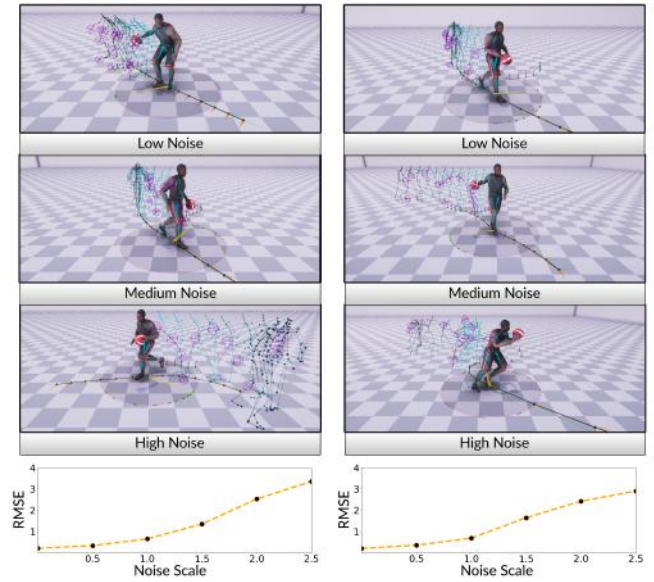 Low Noise
Low Noise
Medium Noise
Medium Noise
High Noise
High Noise
4
3
2
1
RMSE
0.5 1.0 1.5 2.0 2.5
Noise Scale
4
3
2
1
RMSE
0.5 1.0 1.5 2.0 2.5
Noise Scale